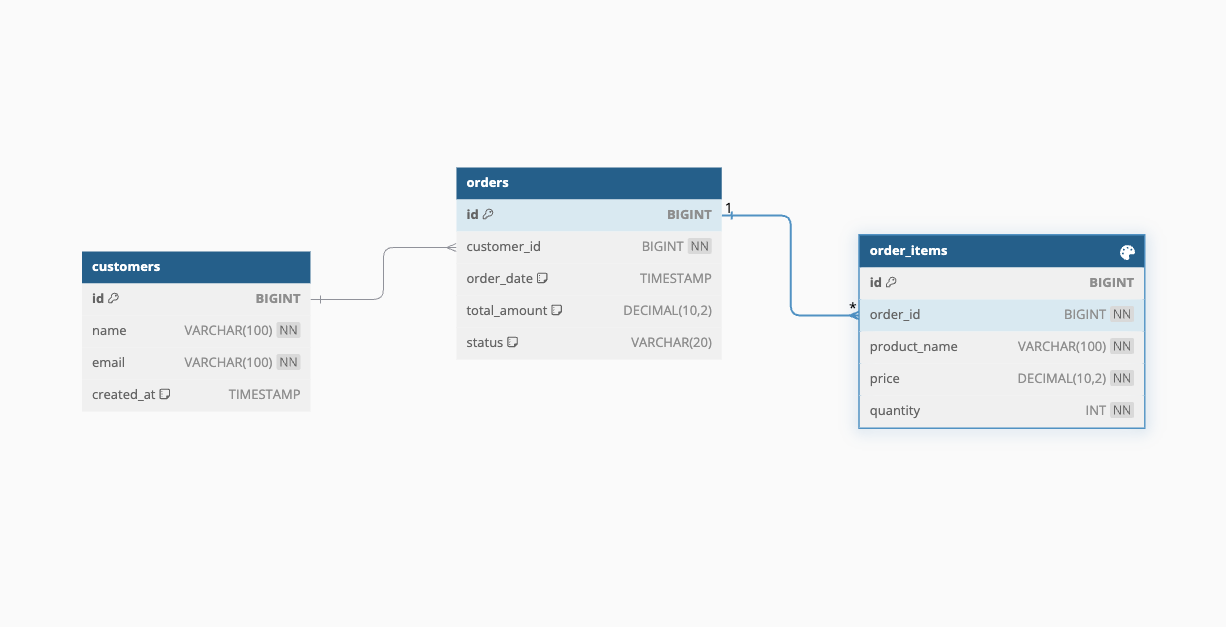 customers
id BIGINT
name VARCHAR(100) NN
email VARCHAR(100) NN
created_at TIMESTAMP
orders
id BIGINT
customer_id BIGINT NN
order_date TIMESTAMP
total_amount DECIMAL(10,2)
status VARCHAR(20)
1
*
order_items
id BIGINT
order_id BIGINT NN
product_name VARCHAR(100) NN
price DECIMAL(10,2) NN
quantity INT NN